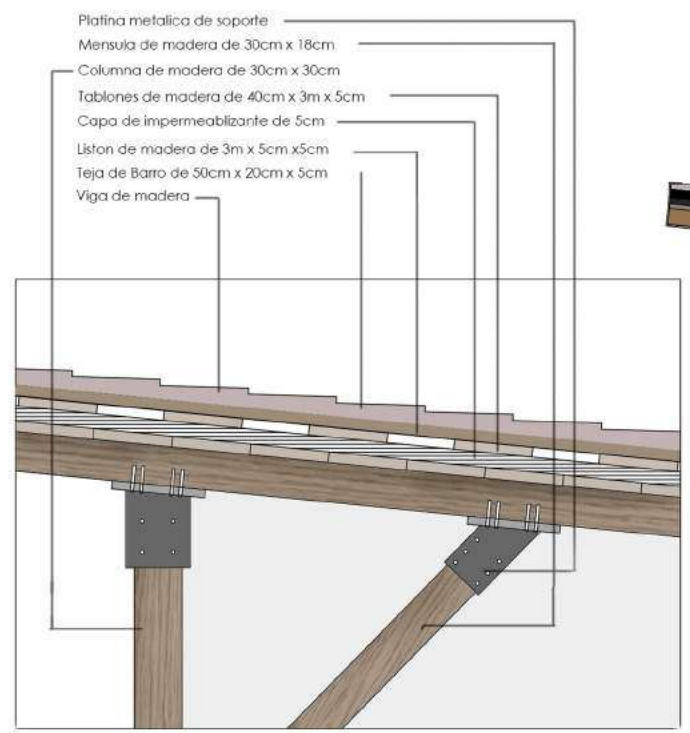 Platina metalica de soporte
Mensula de madera de 30cm x 18cm
Columna de madera de 30cm x 30cm
Tablones de madera de 40cm x 3m x 5cm
Capa de impermeablizante de 5cm
Liston de madera de 3m x 5cm x5cm
Teja de Barro de 50cm x 20cm x 5cm
Viga de madera